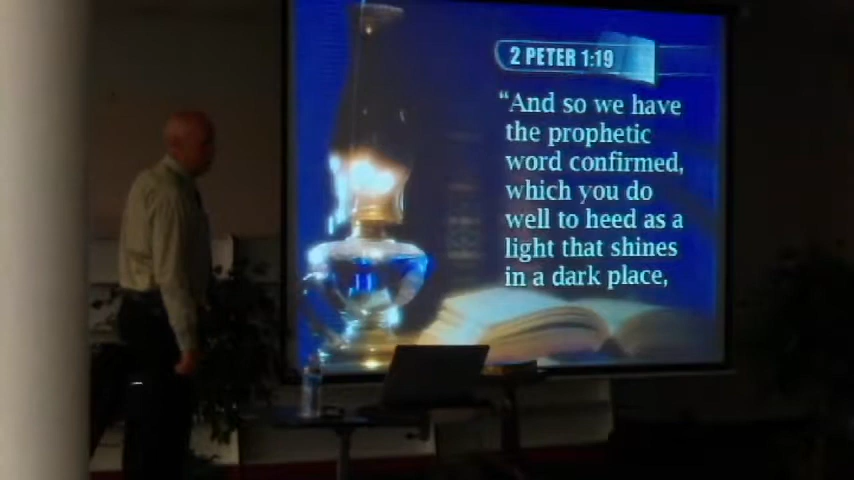 2 PETER 1:19
“And so we have
the prophetic
word confirmed,
which you do
well to heed as a
light that shines
in a dark place,